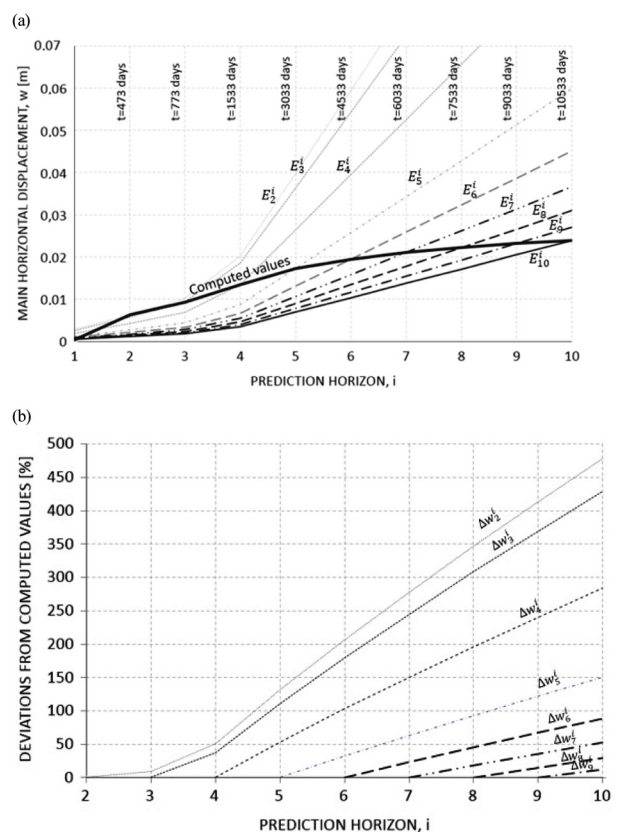 (a)
MAIN HORIZONTAL DISPLACEMENT, w [m]
0.07
0,06
0,05
0,04
0,03
0,02
0,01
0
t=473 days
t=773 days
t=1533 days
t=3033 days
t=4533 days
t=6033 days
t=7533 days
t=9033 days
t=10533 days
E_2^i
E_3^i
E_4^i
E_5^i
E_6^i
E_7^i
E_8^i
E_9^i
E_10^i
Computed values
1 2 3 4 5 6 7 8 9 10
PREDICTION HORIZON, i
(b)
DEVIATIONS FROM COMPUTED VALUES [%]
500
450
400
350
300
250
200
150
100
50
0
Δw_2^i
Δw_3^i
Δw_4^i
Δw_5^i
Δw_6^i
Δw_7^i
Δw_8^i
Δw_9^i
2 3 4 5 6 7 8 9 10
PREDICTION HORIZON, i